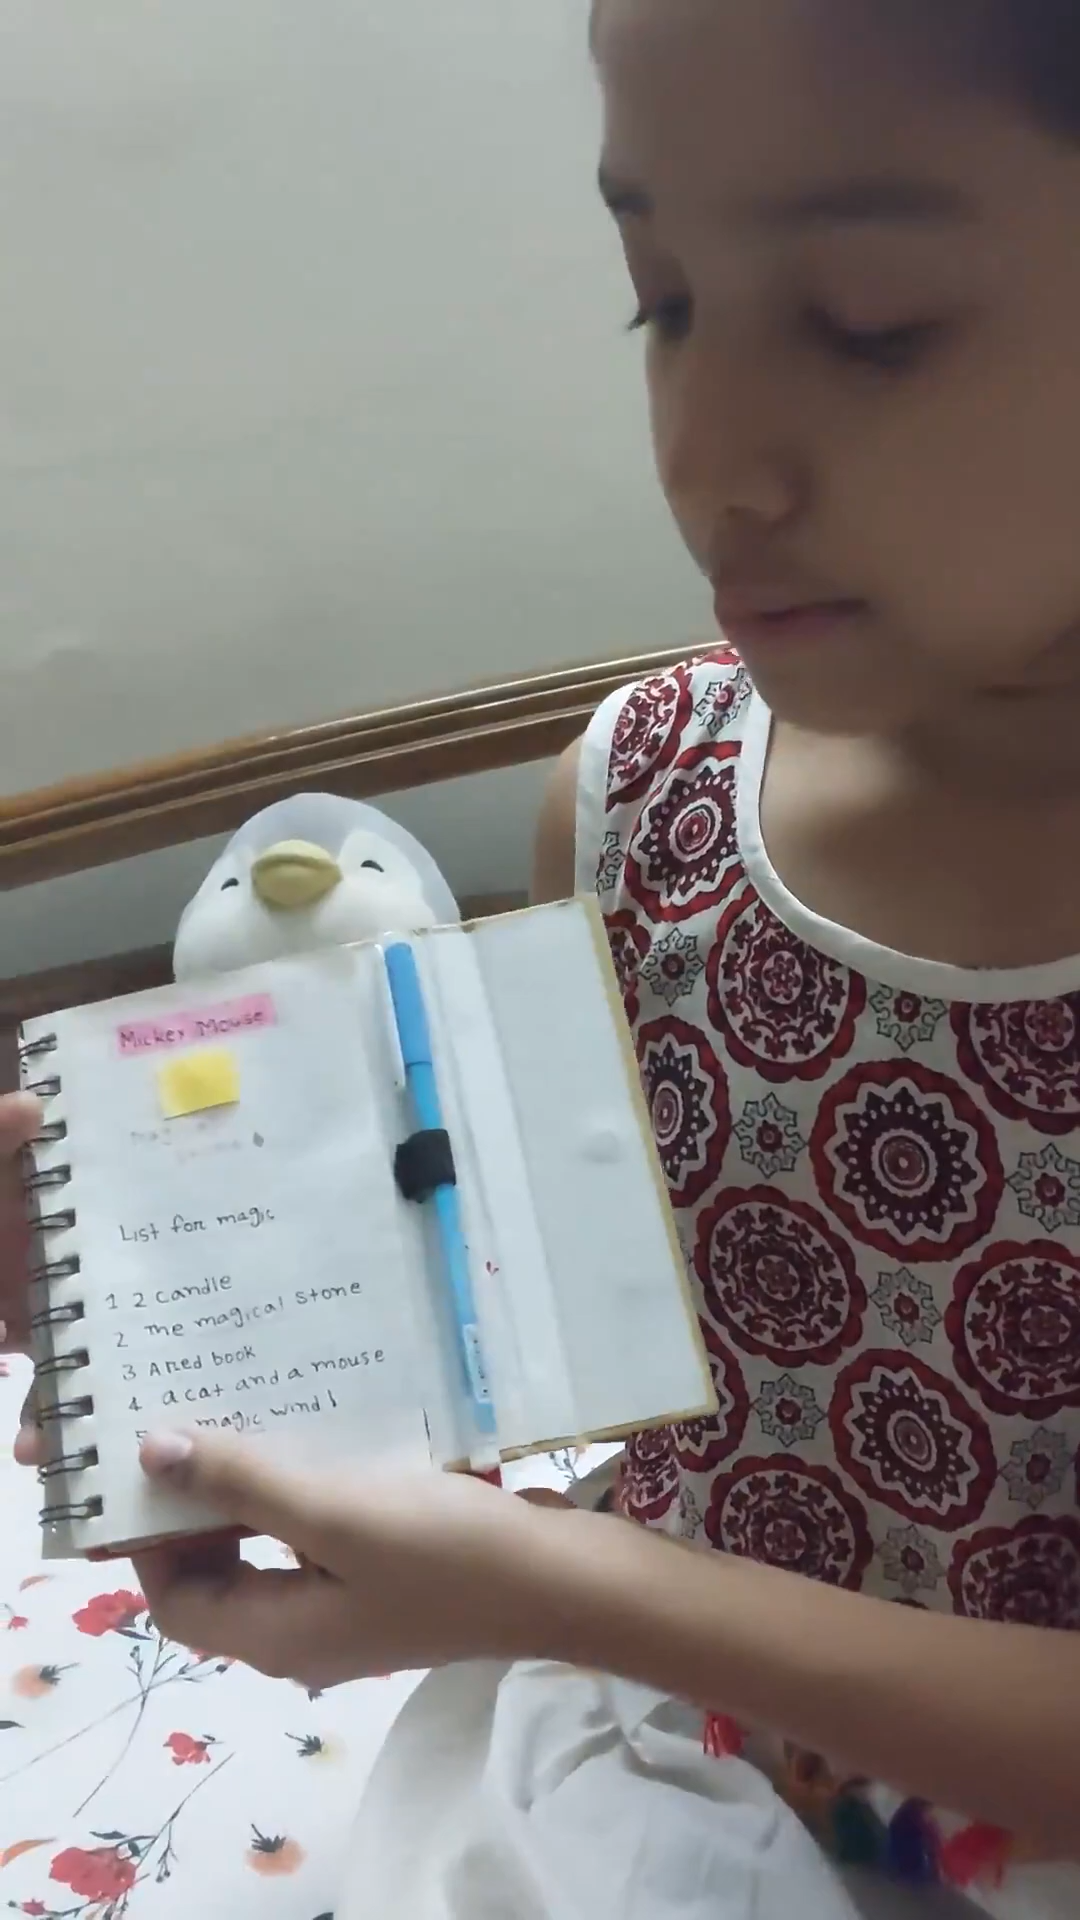 Mickey Mouse
List for magic
1 2 candle
2 The magical stone
3 A red book
4 a cat and a mouse
5 magic wind